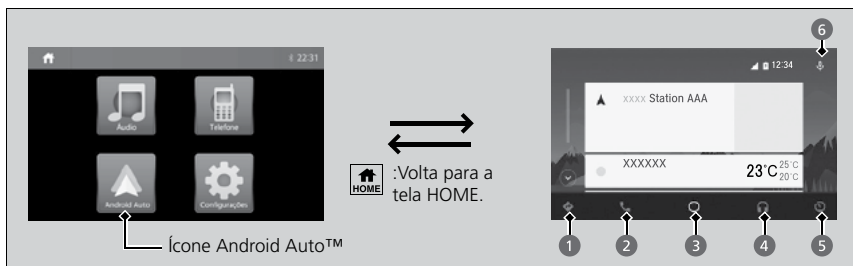 22:31
Áudio
Telefone
Android Auto
Configurações
Ícone Android Auto™
HOME
:Volta para a
tela HOME.
6
12:34
xxxx Station AAA
XXXXXX
23°C
25°C
20°C
1
2
3
4
5